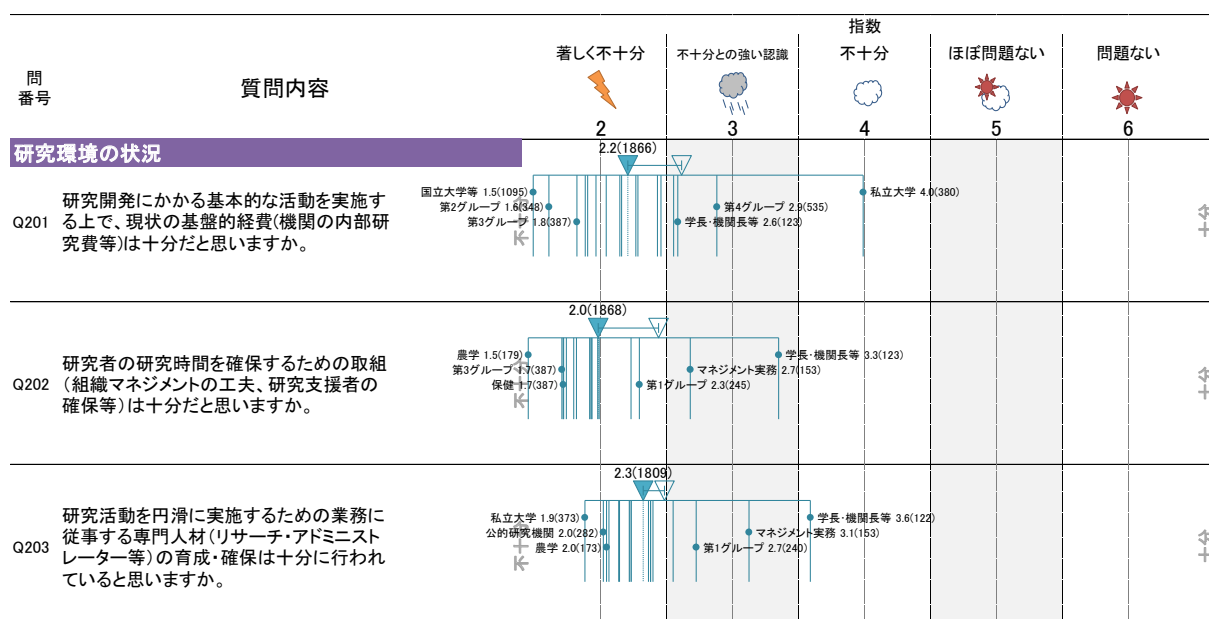 指数
問
番号
質問内容
著しく不十分
不十分との強い認識
不十分
ほぼ問題ない
問題ない
2
3
4
5
6
研究環境の状況
Q201
研究開発にかかる基本的な活動を実施す
る上で、現状の基盤的経費(機関の内部研
究費等)は十分だと思いますか。
2.2(1866)
国立大学等 1.5(1095)
第2グループ 1.6(348)
第3グループ 1.8(387)
私立大学 4.0(380)
第4グループ 2.9(535)
学長・機関長等 2.6(123)
不十分
十分
Q202
研究者の研究時間を確保するための取組
(組織マネジメントの工夫、研究支援者の
確保等)は十分だと思いますか。
2.0(1868)
農学 1.5(179)
第3グループ 1.7(387)
保健 1.7(387)
学長・機関長等 3.3(123)
マネジメント実務 2.7(153)
第1グループ 2.3(245)
不十分
十分
Q203
研究活動を円滑に実施するための業務に
従事する専門人材(リサーチ・アドミニスト
レーター等)の育成・確保は十分に行われ
ていると思いますか。
2.3(1809)
私立大学 1.9(373)
公的研究機関 2.0(282)
農学 2.0(173)
学長・機関長等 3.6(122)
マネジメント実務 3.1(153)
第1グループ 2.7(240)
不十分
十分